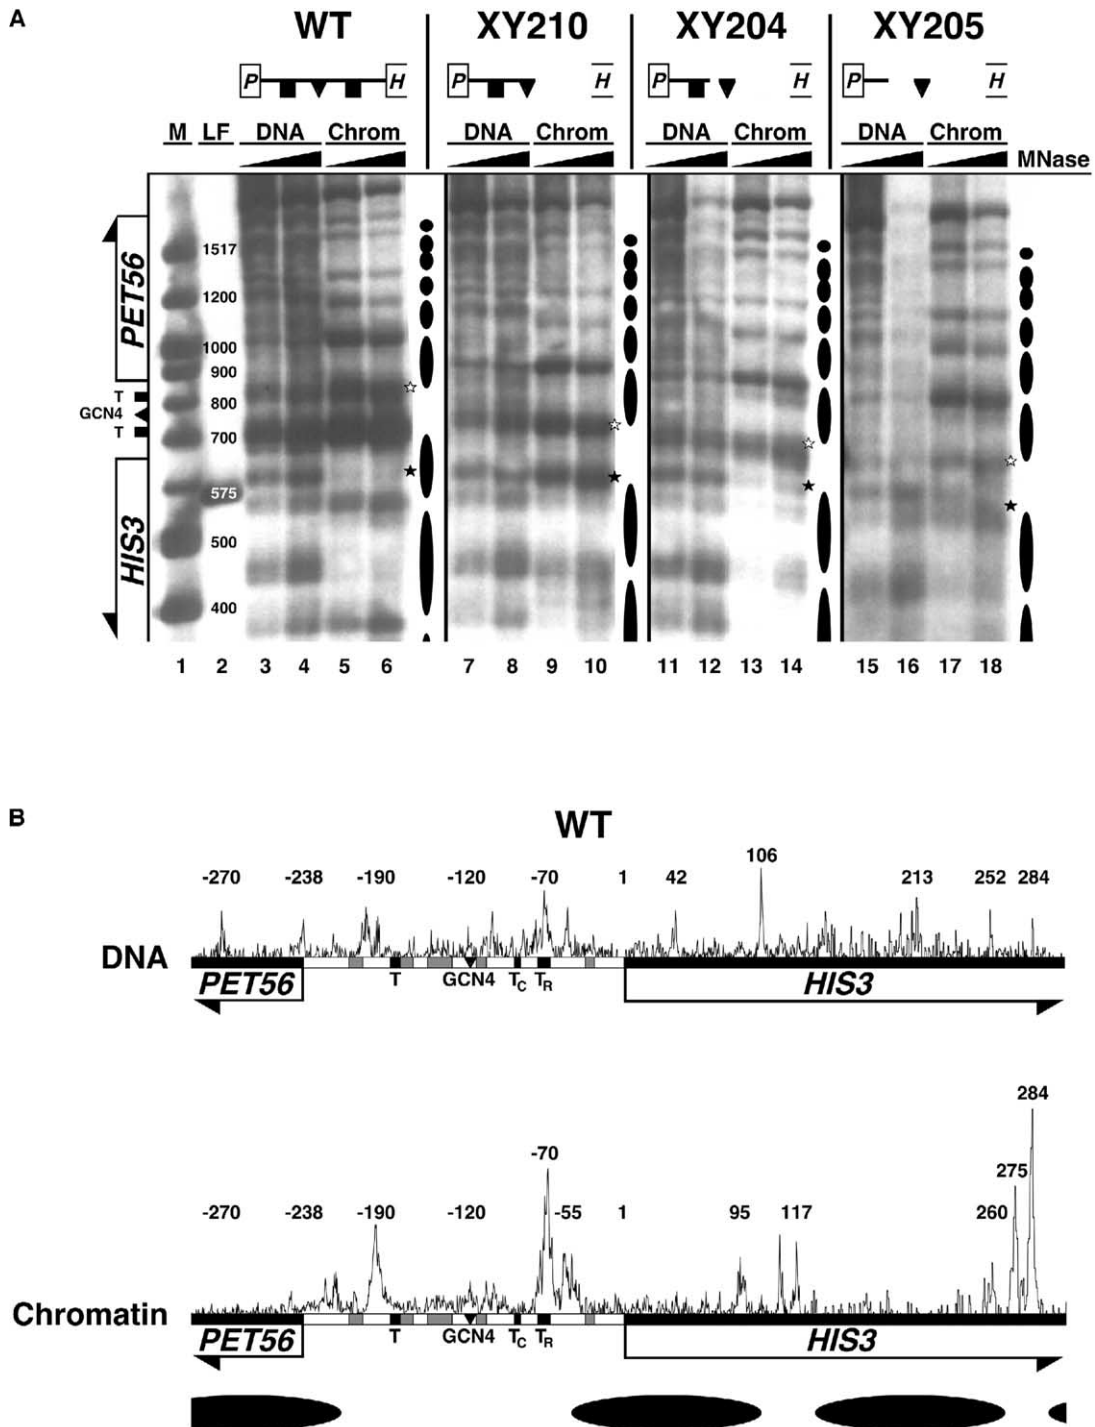 A
WT XY210 XY204 XY205
P H P H P H P H
M LF DNA Chrom DNA Chrom DNA Chrom DNA Chrom MNase
PET56
1517
1200
1000
900
T 800
GCN4
T 700
575
HIS3
500
400
1 2 3 4 5 6 7 8 9 10 11 12 13 14 15 16 17 18
B
WT
106
-270 -238 -190 -120 -70 1 42 213 252 284
DNA
PET56 T GCN4 TC TR HIS3
284
-70 275
-270 -238 -190 -120 -55 1 95 117 260
Chromatin
PET56 T GCN4 TC TR HIS3